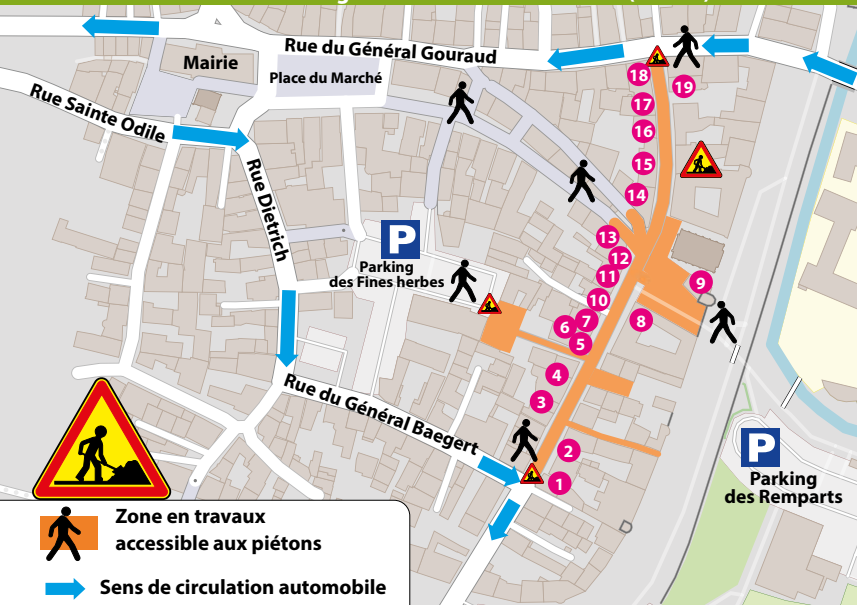 Rue du Général Gouraud
Mairie
Place du Marché
18
19
17
16
15
14
Rue Sainte Odile
Rue Dietrich
P
Parking
des Fines herbes
13
12
11
10
9
8
7
6
5
4
3
2
1
Rue du Général Baegert
P
Parking
des Remparts
Zone en travaux
accessible aux piétons
Sens de circulation automobile